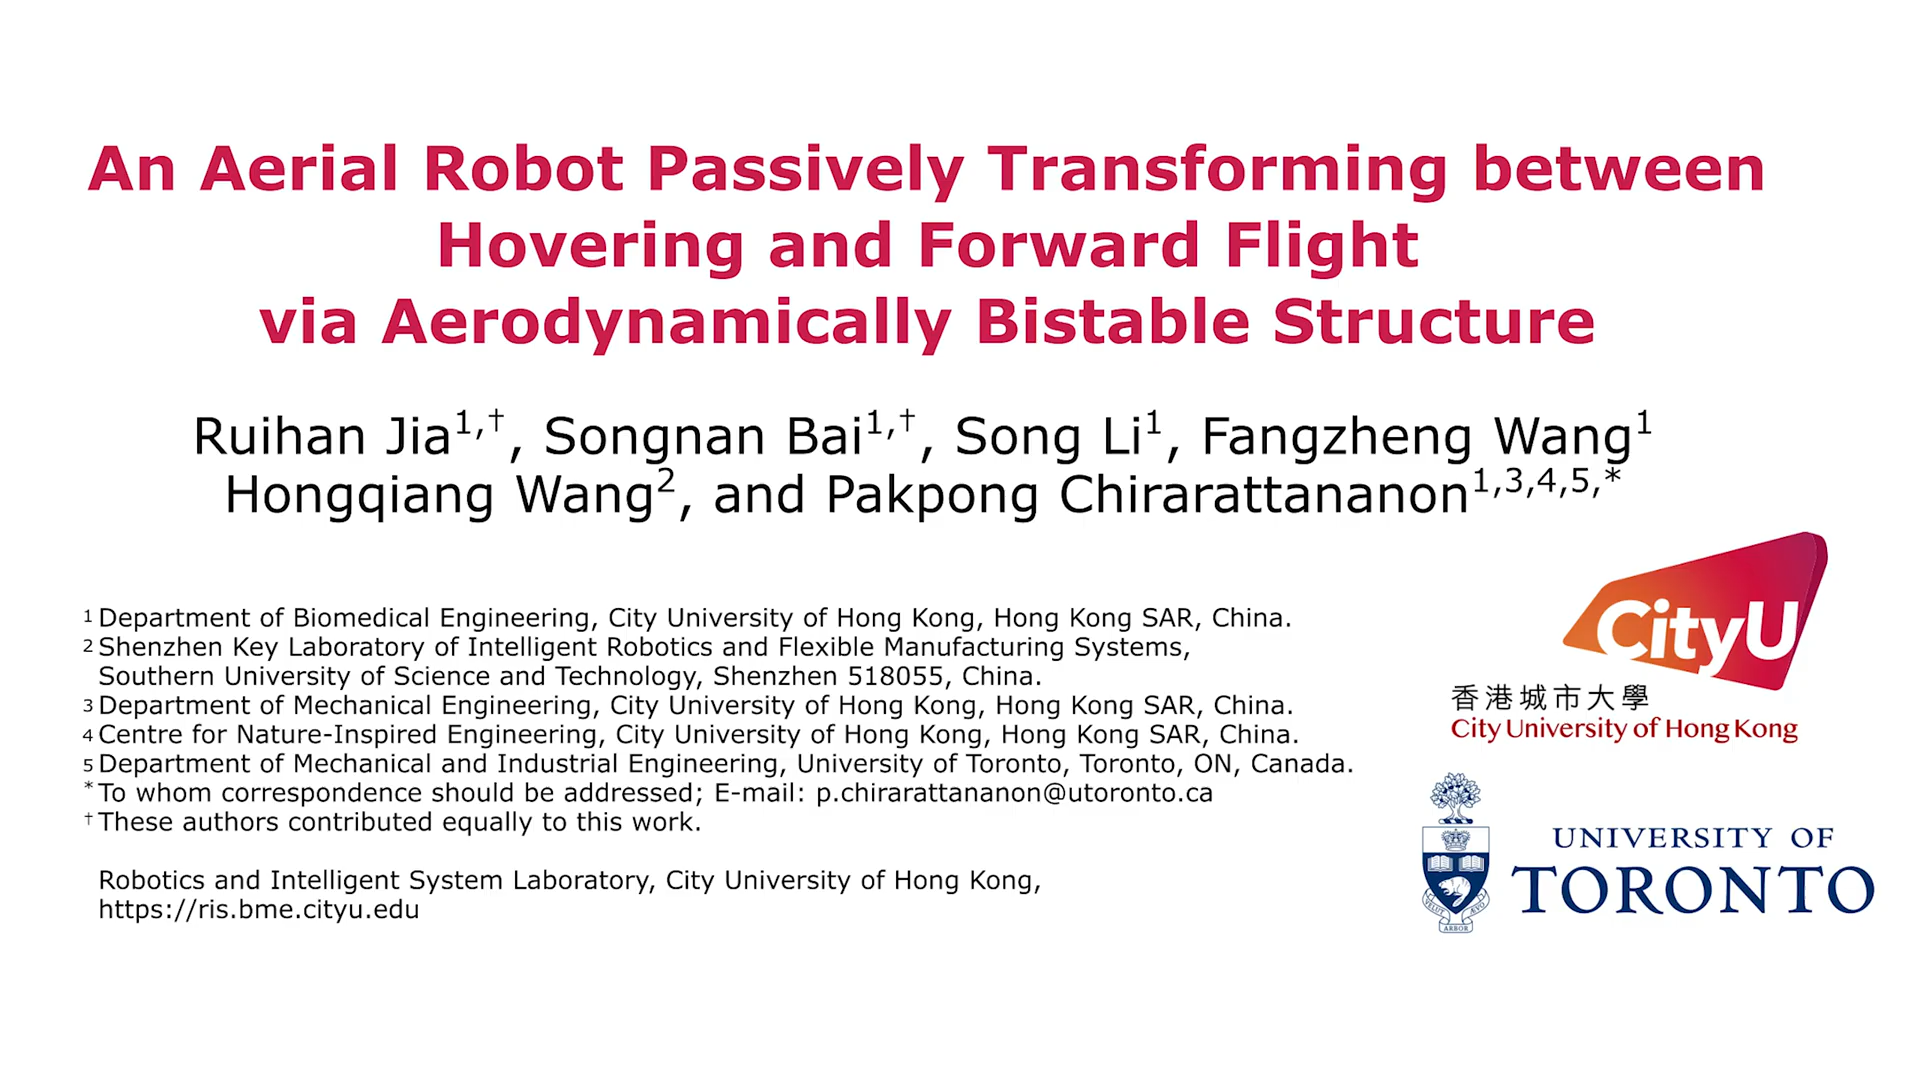 An Aerial Robot Passively Transforming between
Hovering and Forward Flight
via Aerodynamically Bistable Structure
Ruihan Jia1,†, Songnan Bai1,†, Song Li1, Fangzheng Wang1
Hongqiang Wang2, and Pakpong Chirarattananon1,3,4,5,*
1 Department of Biomedical Engineering, City University of Hong Kong, Hong Kong SAR, China.
2 Shenzhen Key Laboratory of Intelligent Robotics and Flexible Manufacturing Systems,
Southern University of Science and Technology, Shenzhen 518055, China.
3 Department of Mechanical Engineering, City University of Hong Kong, Hong Kong SAR, China.
4 Centre for Nature-Inspired Engineering, City University of Hong Kong, Hong Kong SAR, China.
5 Department of Mechanical and Industrial Engineering, University of Toronto, Toronto, ON, Canada.
* To whom correspondence should be addressed; E-mail: p.chirarattananon@utoronto.ca
† These authors contributed equally to this work.
Robotics and Intelligent System Laboratory, City University of Hong Kong,
https://ris.bme.cityu.edu
CityU
香港城市大學
City University of Hong Kong
VELUT ARBOR ÆVO
UNIVERSITY OF
TORONTO